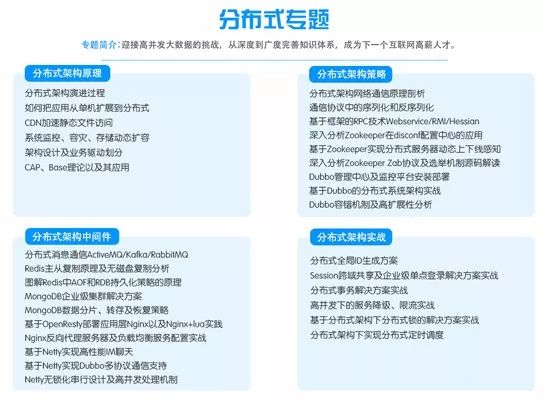 分布式专题
专题简介:迎接高并发大数据的挑战，从深度到广度完善知识体系，成为下一个互联网高薪人才。
分布式架构原理
分布式架构演进过程
如何把应用从单机扩展到分布式
CDN加速静态文件访问
系统监控、容灾、存储动态扩容
架构设计及业务驱动划分
CAP、Base理论以及其应用
分布式架构策略
分布式架构网络通信原理剖析
通信协议中的序列化和反序列化
基于框架的RPC技术Webservice/RMI/Hessian
深入分析Zookeeper在disconf配置中心的应用
基于Zookeeper实现分布式服务器动态上下线感知
深入分析Zookeeper Zab协议及选举机制源码解读
Dubbo管理中心及监控平台安装部署
基于Dubbo的分布式系统架构实战
Dubbo容错机制及高扩展性分析
分布式架构中间件
分布式消息通信ActiveMQ/Kafka/RabbitMQ
Redis主从复制原理及无磁盘复制分析
图解Redis中AOF和RDB持久化策略的原理
MongoDB企业级集群解决方案
MongoDB数据分片、转存及恢复策略
基于OpenResty部署应用层Nginx以及Nginx+lua实践
Nginx反向代理服务器及负载均衡服务配置实战
基于Netty实现高性能IM聊天
基于Netty实现Dubbo多协议通信支持
Netty无锁化串行设计及高并发处理机制
分布式架构实战
分布式全局ID生成方案
Session跨域共享及企业级单点登录解决方案实战
分布式事务解决方案实战
高并发下的服务降级、限流实战
基于分布式架构下分布式锁的解决方案实战
分布式架构下实现分布式定时调度